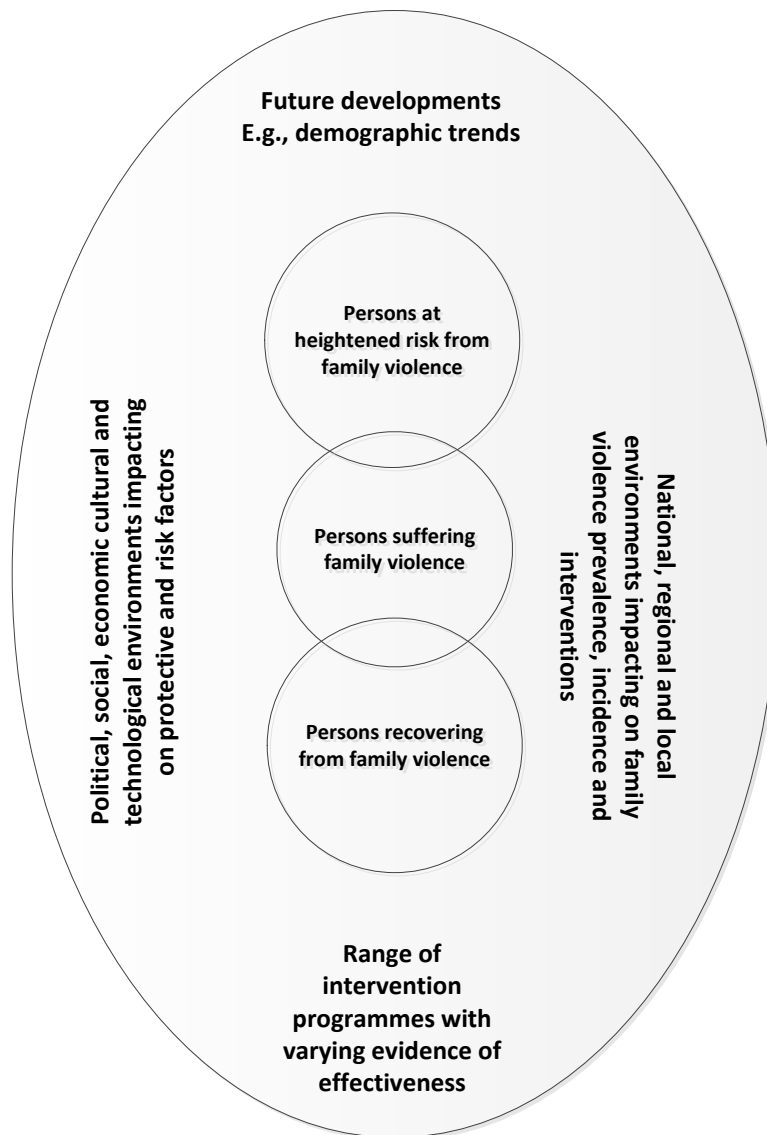 Future developments
E.g., demographic trends
Persons at
heightened risk from
family violence
Political, social, economic cultural and
technological environments impacting
on protective and risk factors
National, regional and local
environments impacting on family
violence prevalence, incidence and
interventions
Persons suffering
family violence
Persons recovering
from family violence
Range of
intervention
programmes with
varying evidence of
effectiveness